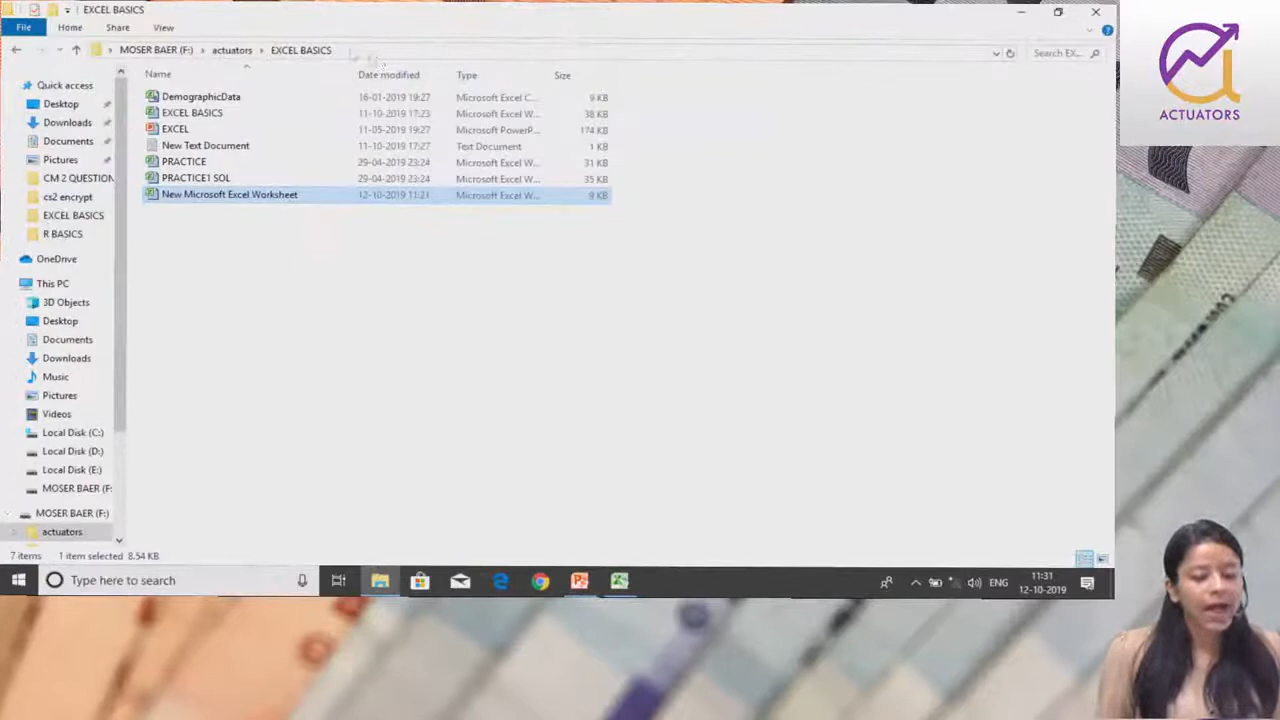 EXCEL BASICS
File Home Share View
MOSER BAER (F:) > actuators > EXCEL BASICS Search EX...
Name Date modified Type Size
Quick access
Desktop
Downloads
Documents
Pictures
CM 2 QUESTION
cs2 encrypt
EXCEL BASICS
R BASICS
OneDrive
This PC
3D Objects
Desktop
Documents
Downloads
Music
Pictures
Videos
Local Disk (C:)
Local Disk (D:)
Local Disk (E:)
MOSER BAER (F:
MOSER BAER (F:)
actuators
DemographicData 16-01-2019 19:27 Microsoft Excel C... 9 KB
EXCEL BASICS 11-10-2019 17:23 Microsoft Excel W... 38 KB
EXCEL 11-05-2019 19:27 Microsoft PowerP... 174 KB
New Text Document 11-10-2019 17:27 Text Document 1 KB
PRACTICE 29-04-2019 23:24 Microsoft Excel W... 31 KB
PRACTICE1 SOL 29-04-2019 23:24 Microsoft Excel W... 35 KB
New Microsoft Excel Worksheet 12-10-2019 11:31 Microsoft Excel W... 9 KB
7 items 1 item selected 8.54 KB
Type here to search
ENG
11:31
12-10-2019
ACTUATORS